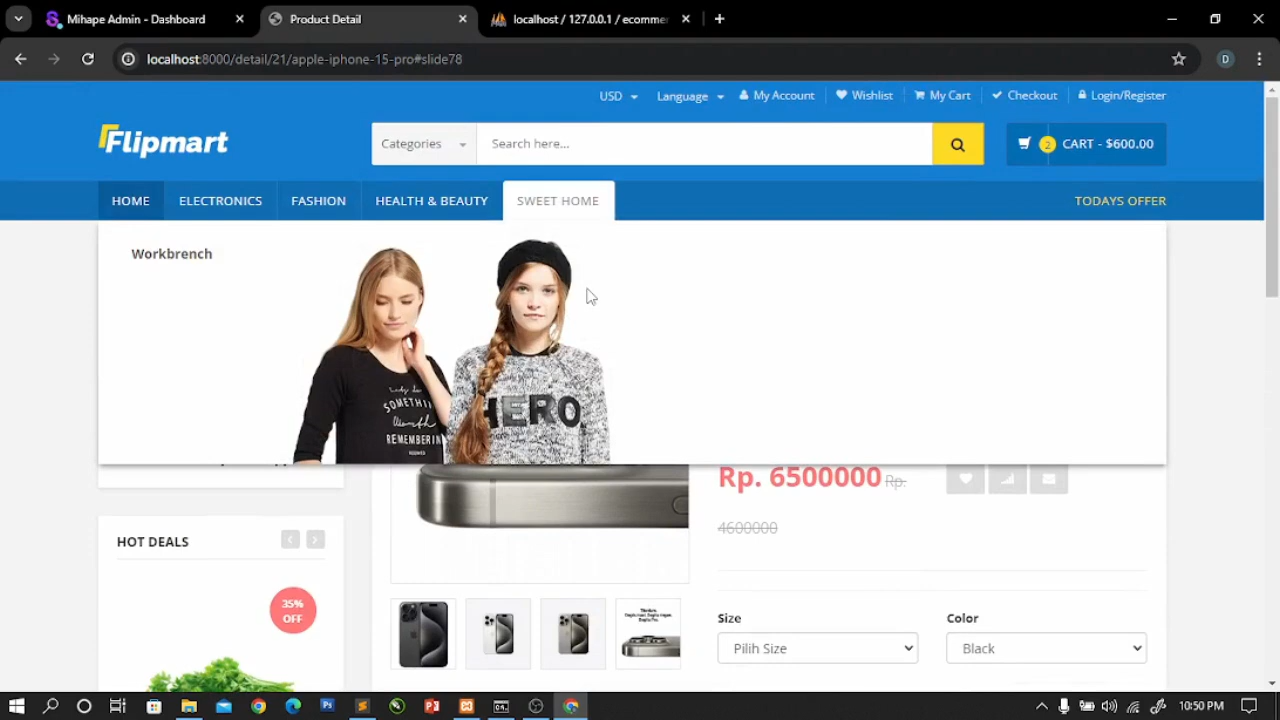 Mihape Admin - Dashboard
Product Detail
localhost / 127.0.0.1 / ecomme
localhost:8000/detail/21/apple-iphone-15-pro#slide78
D
USD
Language
My Account
Wishlist
My Cart
Checkout
Login/Register
Flipmart
Categories
Search here...
2
CART - $600.00
HOME
ELECTRONICS
FASHION
HEALTH & BEAUTY
SWEET HOME
TODAYS OFFER
Workbrench
SOMETHIN
REMEMBERIN
HERO
Rp. 6500000 Rp.
4600000
HOT DEALS
35%
OFF
Size
Color
Pilih Size
Black
10:50 PM